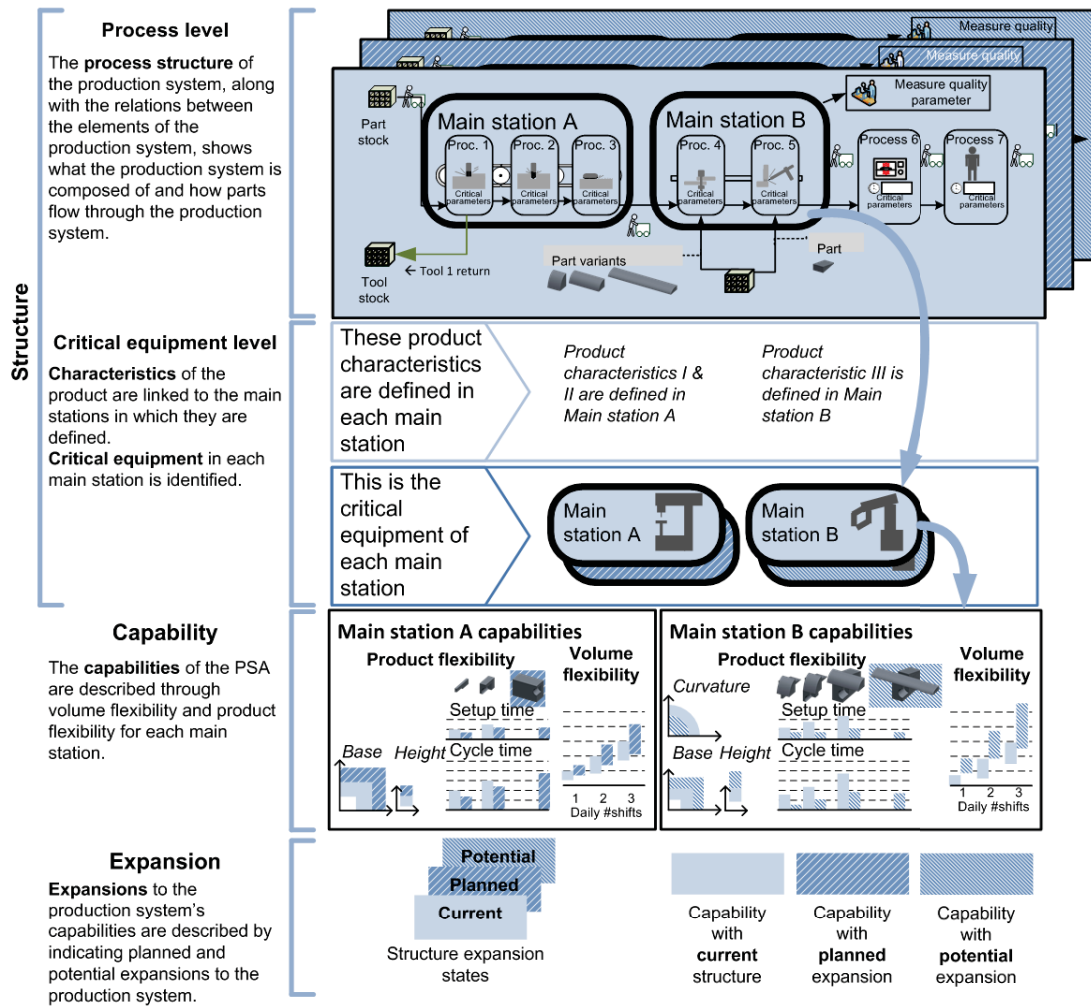 Structure
Process level
The process structure of
the production system, along
with the relations between
the elements of the
production system, shows
what the production system is
composed of and how parts
flow through the production
system.
Measure quality
Measure quality
Measure quality
parameter
Part
stock
Main station A
Proc. 1
Critical
parameters
Proc. 2
Critical
parameters
Proc. 3
Critical
parameters
Main station B
Proc. 4
Critical
parameters
Proc. 5
Critical
parameters
Process 6
Critical
parameters
Process 7
Critical
parameters
Tool
stock
← Tool 1 return
Part variants
Part
Critical equipment level
Characteristics of the
product are linked to the main
stations in which they are
defined.
Critical equipment in each
main station is identified.
These product
characteristics
are defined in
each main
station
Product
characteristics I &
II are defined in
Main station A
Product
characteristic III is
defined in Main
station B
This is the
critical
equipment of
each main
station
Main
station A
Main
station B
Capability
The capabilities of the PSA
are described through
volume flexibility and product
flexibility for each main
station.
Main station A capabilities
Product flexibility
Volume
flexibility
Setup time
Base
Height
Cycle time
1 2 3
Daily #shifts
Main station B capabilities
Product flexibility
Volume
flexibility
Curvature
Setup time
Base
Height
Cycle time
1 2 3
Daily #shifts
Expansion
Expansions to the
production system's
capabilities are described by
indicating planned and
potential expansions to the
production system.
Potential
Planned
Current
Structure expansion
states
Capability
with
current
structure
Capability
with
planned
expansion
Capability
with
potential
expansion